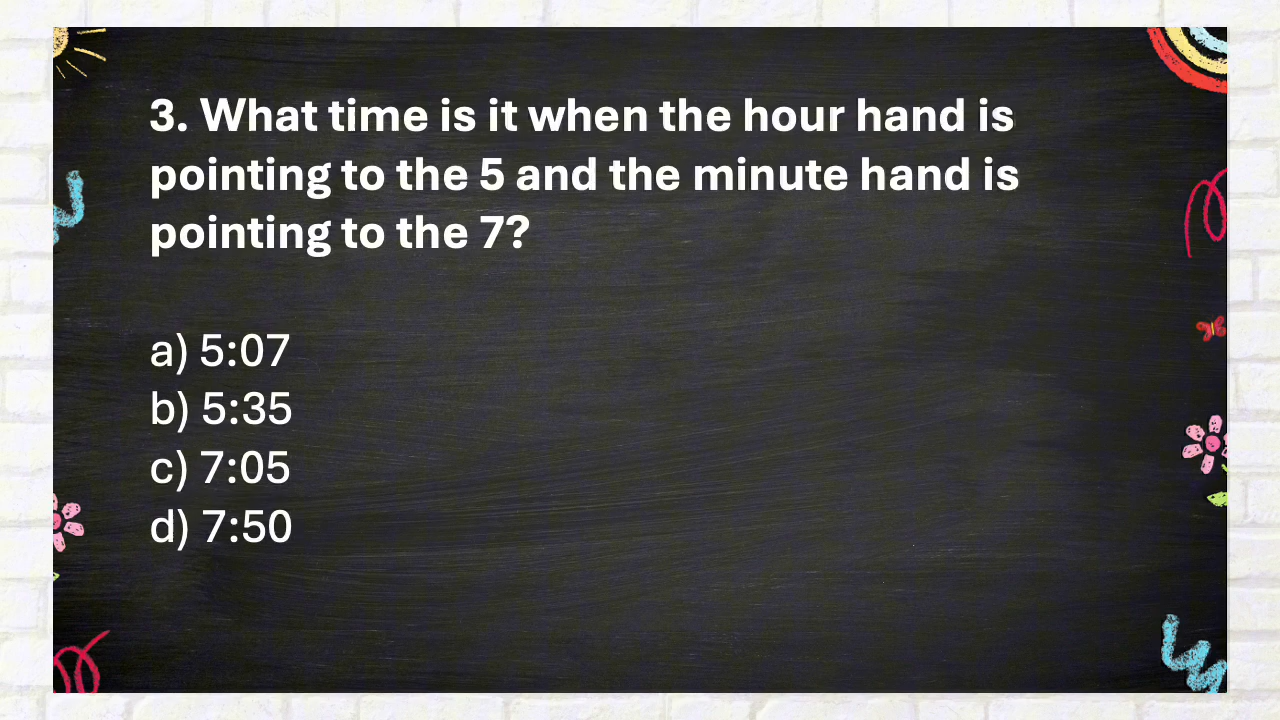 3. What time is it when the hour hand is
pointing to the 5 and the minute hand is
pointing to the 7?
a) 5:07
b) 5:35
c) 7:05
d) 7:50